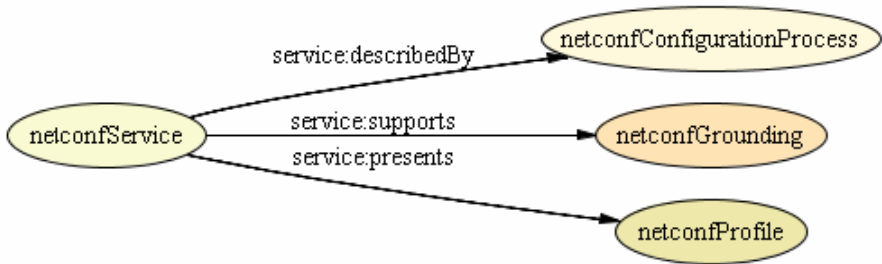 netconfConfigurationProcess
service:describedBy
netconfService
service:supports
netconfGrounding
service:presents
netconfProfile